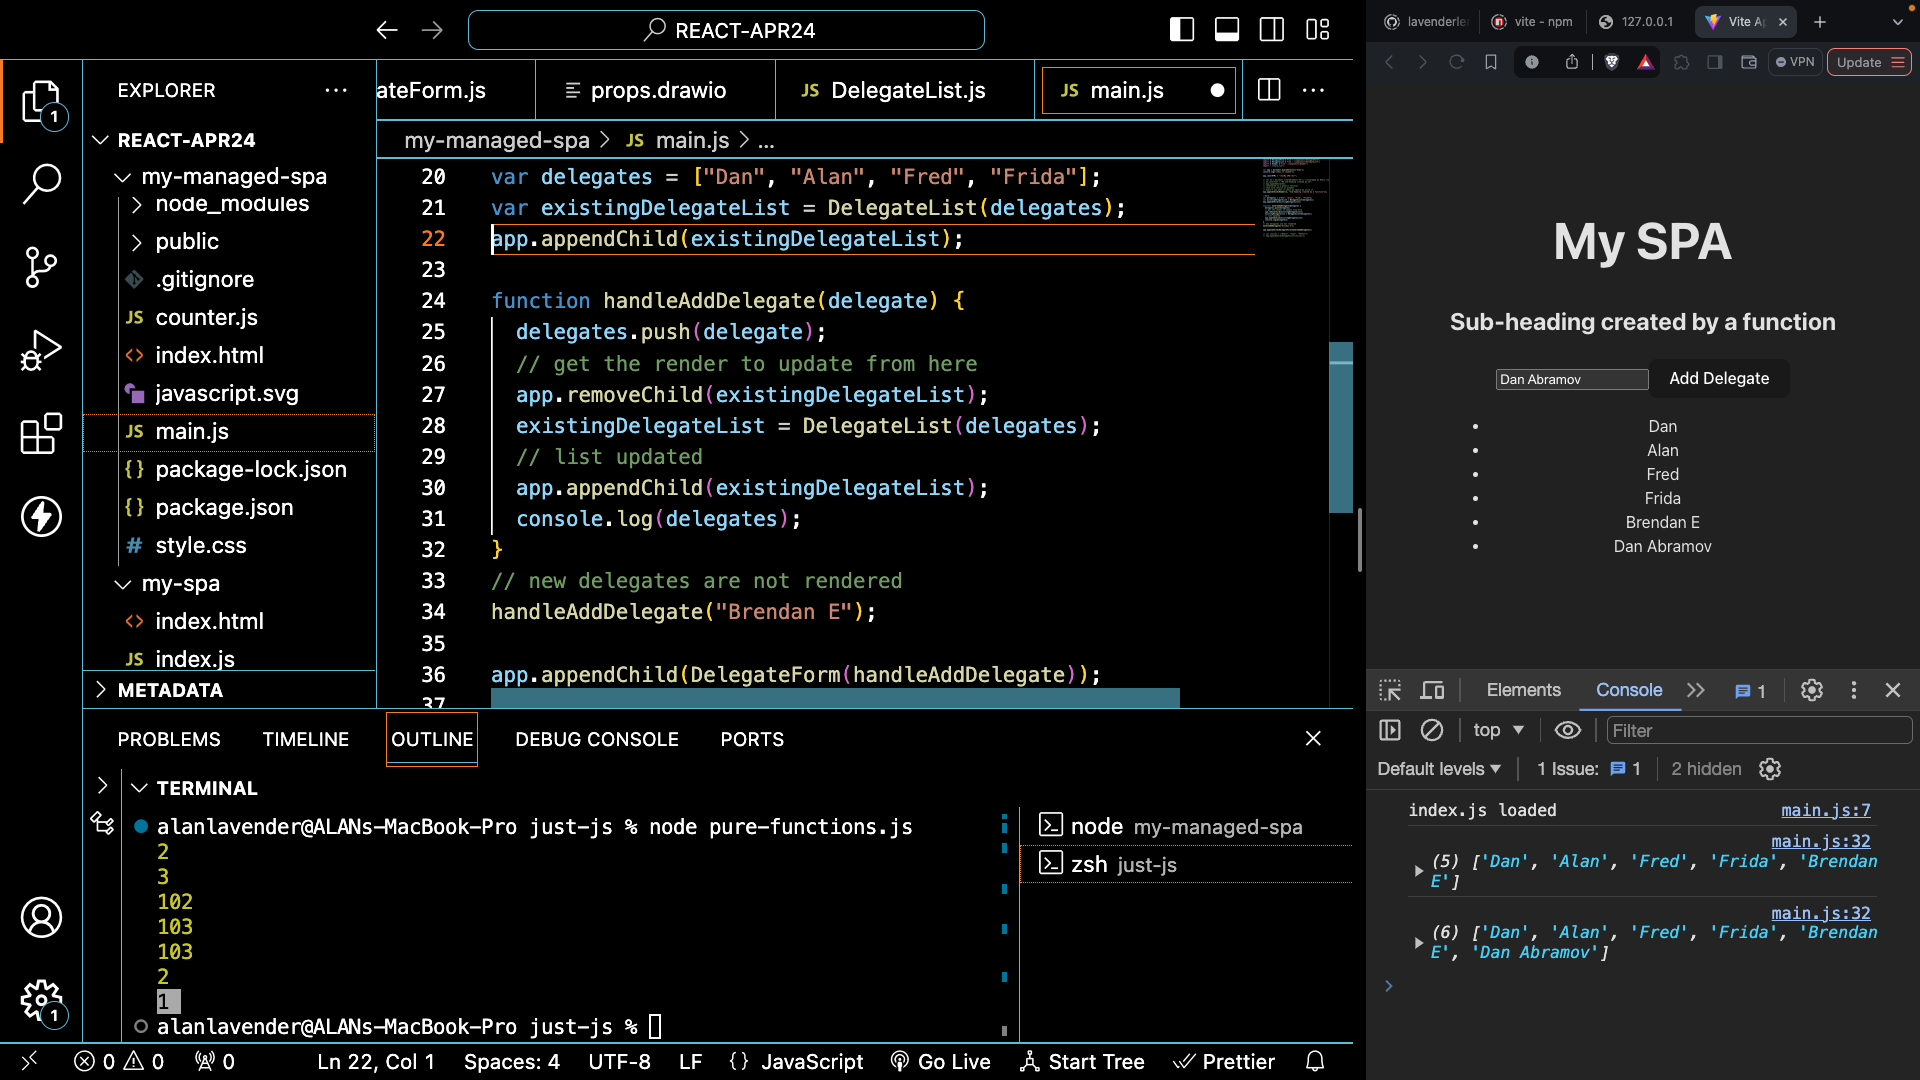 REACT-APR24
EXPLORER
REACT-APR24
my-managed-spa
node_modules
public
.gitignore
JS counter.js
<> index.html
javascript.svg
JS main.js
{} package-lock.json
{} package.json
# style.css
my-spa
<> index.html
JS index.js
METADATA
1
1
ateForm.js
props.drawio
JS DelegateList.js
JS main.js
my-managed-spa > JS main.js > ...
20 var delegates = ["Dan", "Alan", "Fred", "Frida"];
21 var existingDelegateList = DelegateList(delegates);
22 app.appendChild(existingDelegateList);
23
24 function handleAddDelegate(delegate) {
25 delegates.push(delegate);
26 // get the render to update from here
27 app.removeChild(existingDelegateList);
28 existingDelegateList = DelegateList(delegates);
29 // list updated
30 app.appendChild(existingDelegateList);
31 console.log(delegates);
32 }
33 // new delegates are not rendered
34 handleAddDelegate("Brendan E");
35
36 app.appendChild(DelegateForm(handleAddDelegate));
37
PROBLEMS TIMELINE OUTLINE DEBUG CONSOLE PORTS
TERMINAL
alanlavender@ALANs-MacBook-Pro just-js % node pure-functions.js
2
3
102
103
103
2
1
alanlavender@ALANs-MacBook-Pro just-js %
node my-managed-spa
zsh just-js
0 0 0 Ln 22, Col 1 Spaces: 4 UTF-8 LF {} JavaScript Go Live Start Tree Prettier
lavenderle
vite - npm
127.0.0.1
Vite Ap
VPN
Update
My SPA
Sub-heading created by a function
Dan Abramov Add Delegate
• Dan
• Alan
• Fred
• Frida
• Brendan E
• Dan Abramov
Elements Console 1
top Filter
Default levels 1 Issue: 1 2 hidden
index.js loaded main.js:7
main.js:32
(5) ['Dan', 'Alan', 'Fred', 'Frida', 'Brendan
E']
main.js:32
(6) ['Dan', 'Alan', 'Fred', 'Frida', 'Brendan
E', 'Dan Abramov']